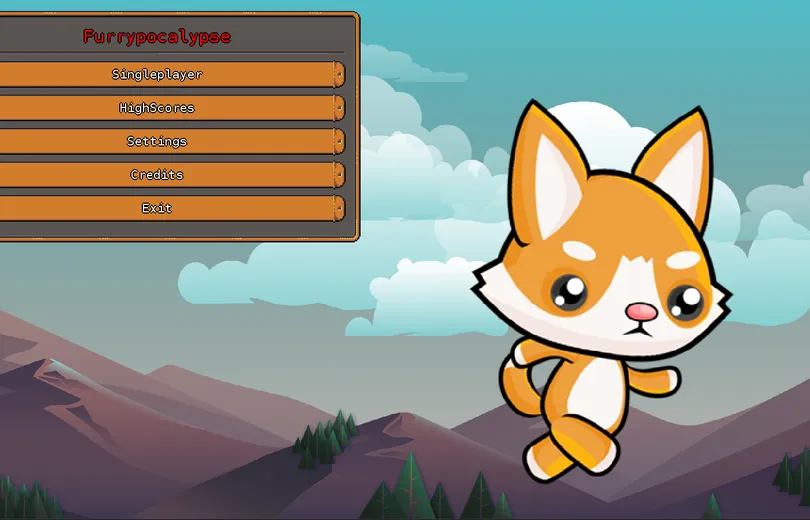 Furrypocalypse
Singleplayer
HighScores
Settings
Credits
Exit